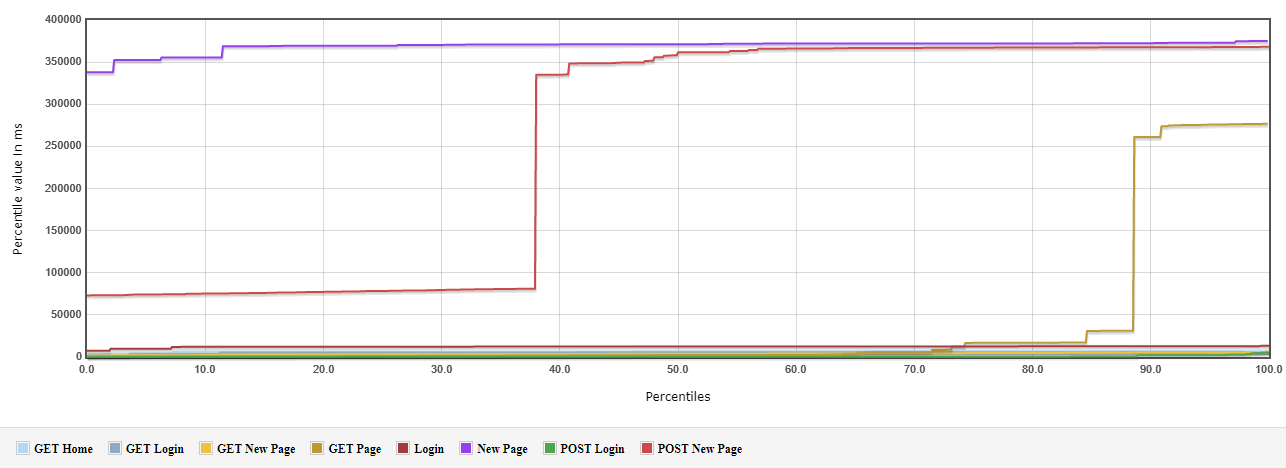 400000
350000
300000
250000
200000
150000
100000
50000
0
Percentile value in ms
0.0 10.0 20.0 30.0 40.0 50.0 60.0 70.0 80.0 90.0 100.0
Percentiles
GET Home GET Login GET New Page GET Page Login New Page POST Login POST New Page